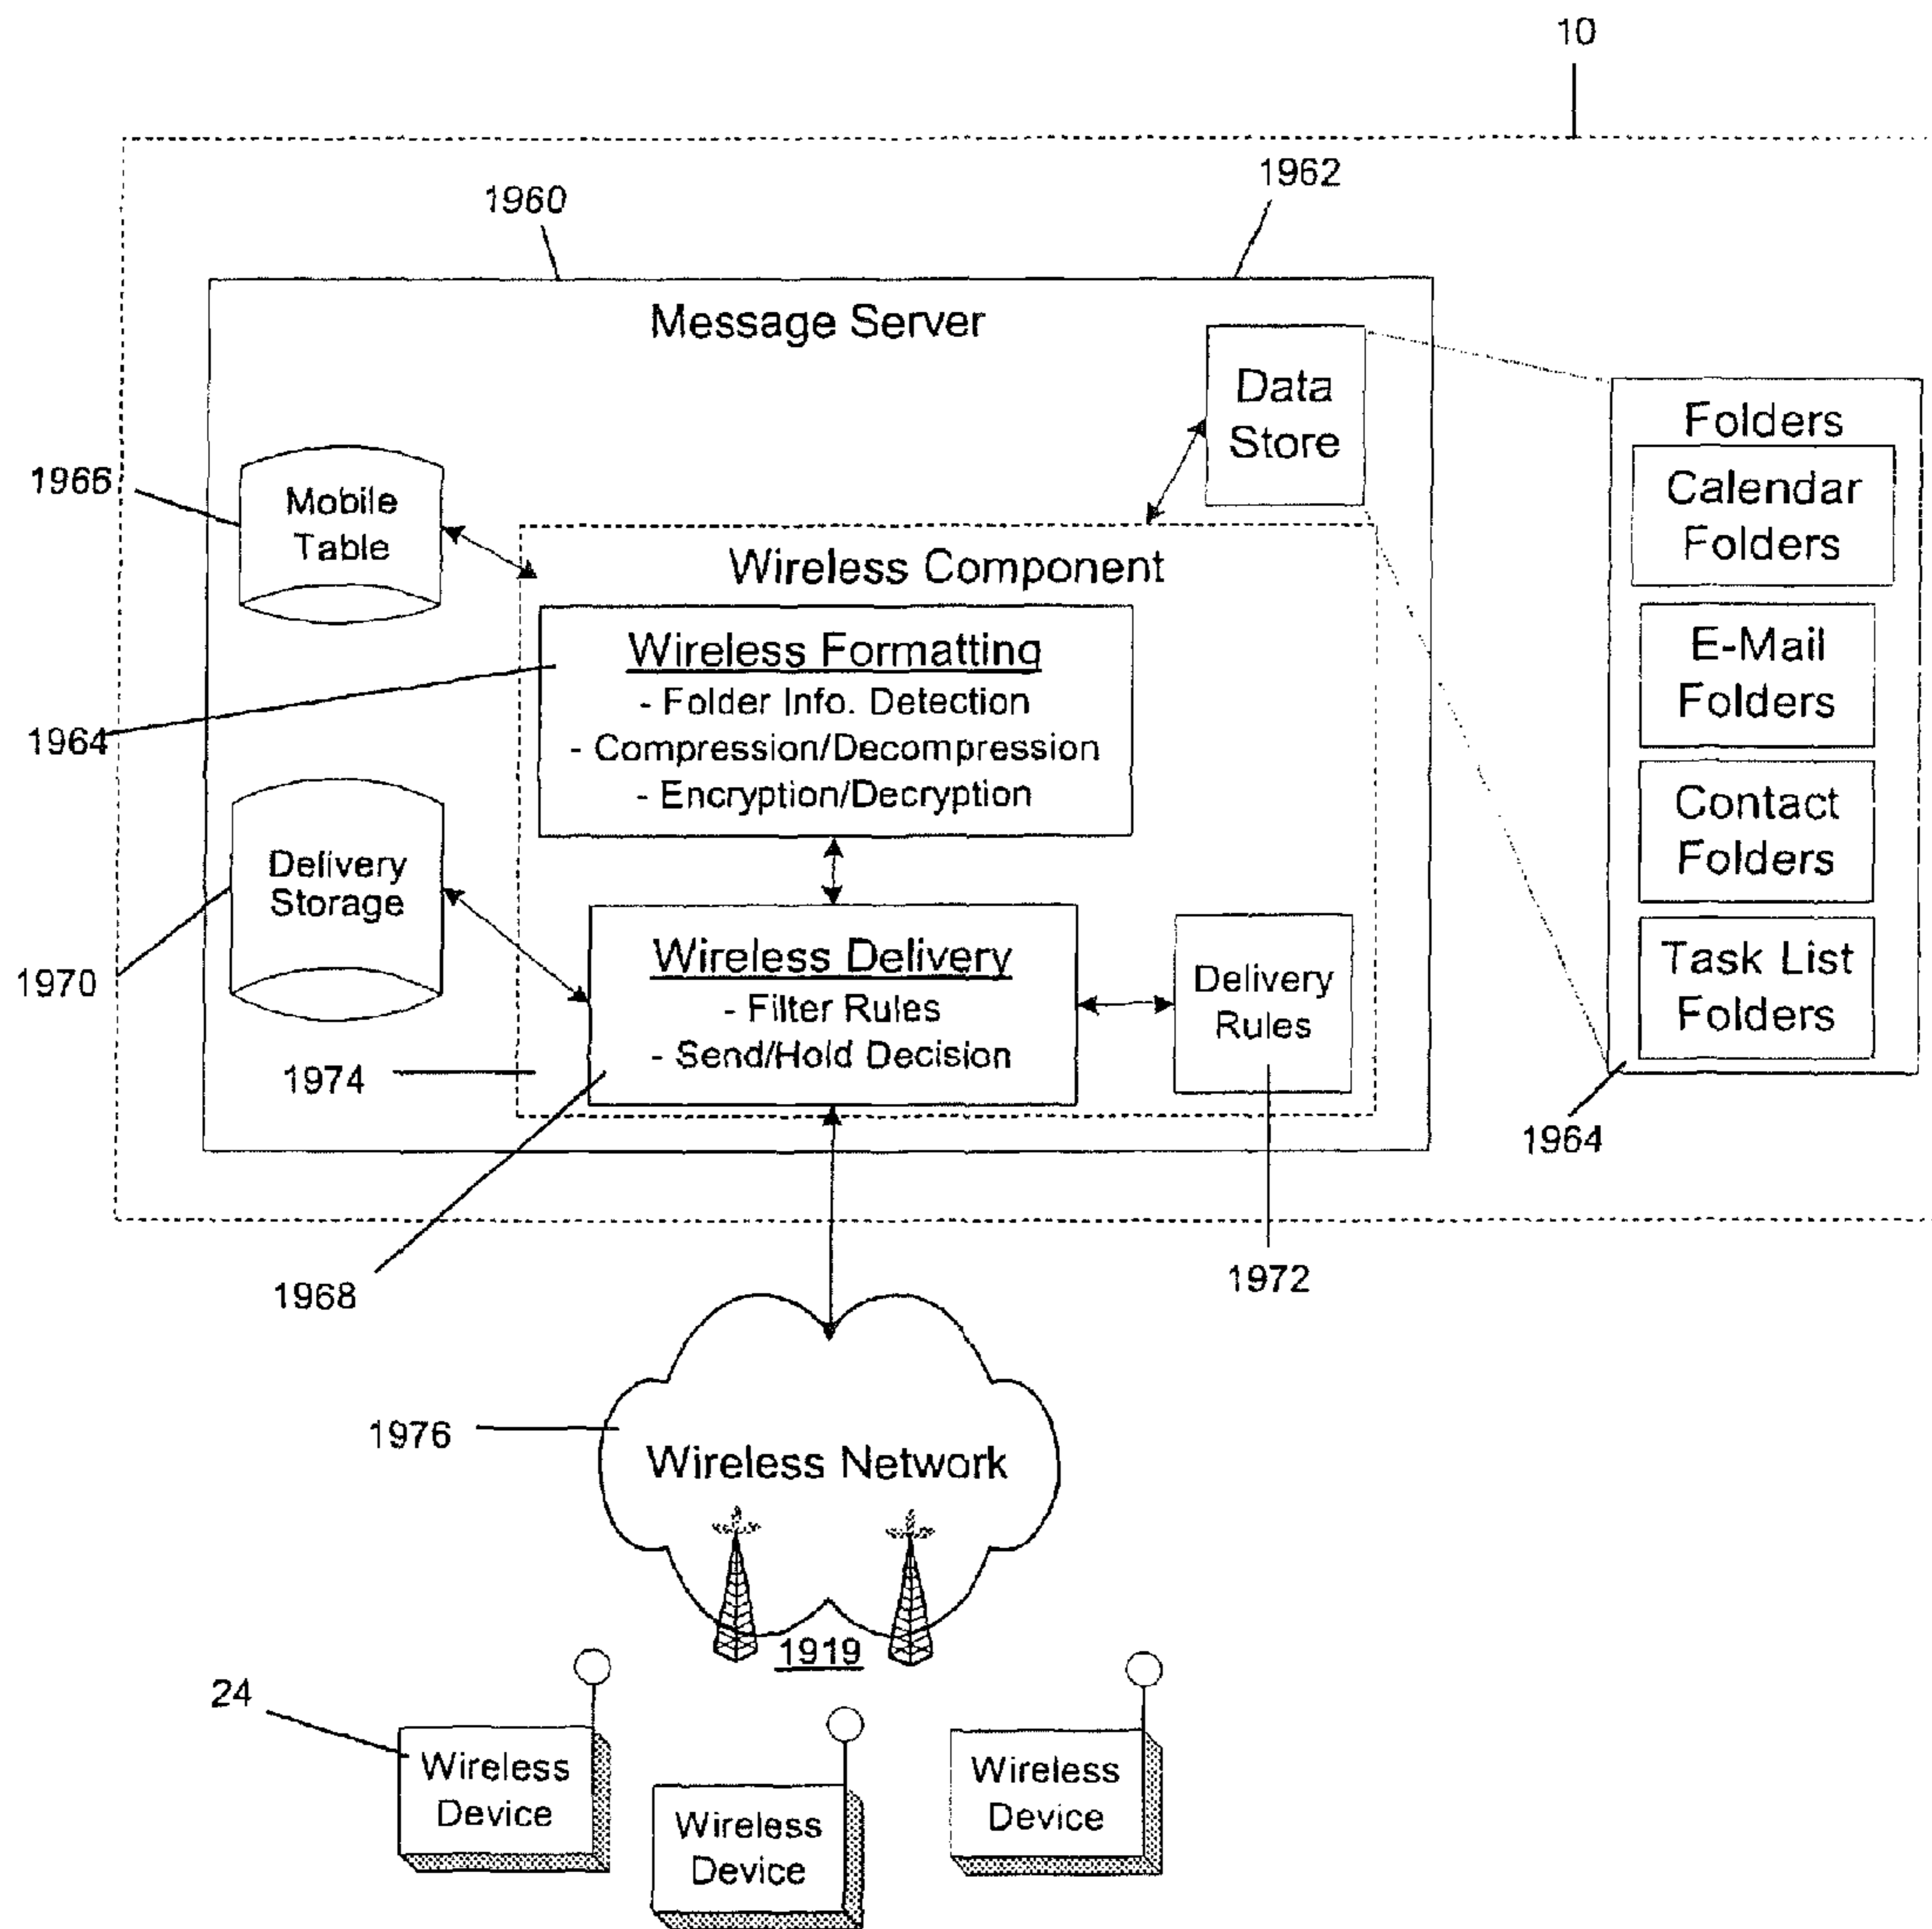 10
1960
1962
Message Server
Data
Store
Folders
Calendar
Folders
E-Mail
Folders
Contact
Folders
Task List
Folders
1964
1966
Mobile
Table
Wireless Component
Wireless Formatting
- Folder Info. Detection
- Compression/Decompression
- Encryption/Decryption
1964
Delivery
Storage
1970
Wireless Delivery
- Filter Rules
- Send/Hold Decision
Delivery
Rules
1974
1968
1972
1976
Wireless Network
1919
24
Wireless
Device
Wireless
Device
Wireless
Device